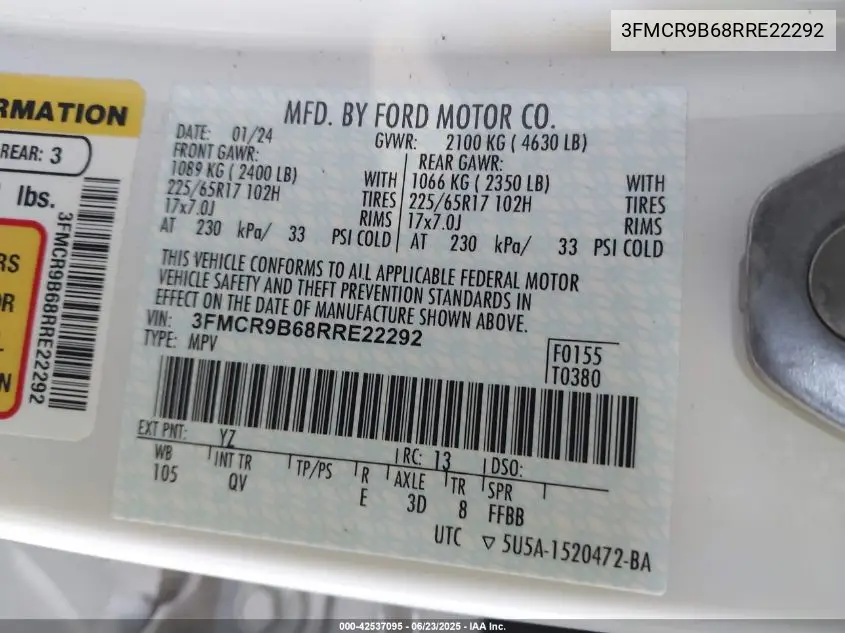 3FMCR9B68RRE22292
RMATION
REAR: 3
lbs.
3FMCR9B68RRE22292
RS
R
N
MFD. BY FORD MOTOR CO.
DATE: 01/24 GVWR: 2100 KG ( 4630 LB)
FRONT GAWR: REAR GAWR:
1089 KG ( 2400 LB) WITH 1066 KG ( 2350 LB) WITH
225/65R17 102H TIRES 225/65R17 102H TIRES
17x7.0J RIMS 17x7.0J RIMS
AT 230 kPa/ 33 PSI COLD AT 230 kPa/ 33 PSI COLD
THIS VEHICLE CONFORMS TO ALL APPLICABLE FEDERAL MOTOR
VEHICLE SAFETY AND THEFT PREVENTION STANDARDS IN
EFFECT ON THE DATE OF MANUFACTURE SHOWN ABOVE.
VIN: 3FMCR9B68RRE22292
TYPE: MPV
F0155
T0380
EXT PNT: YZ RC: 13 DSO:
WB INT TR TP/PS R AXLE TR SPR
105 QV E 3D 8 FFBB
UTC ▽ 5U5A-1520472-BA
000-42537095 - 06/23/2025 - IAA, Inc.